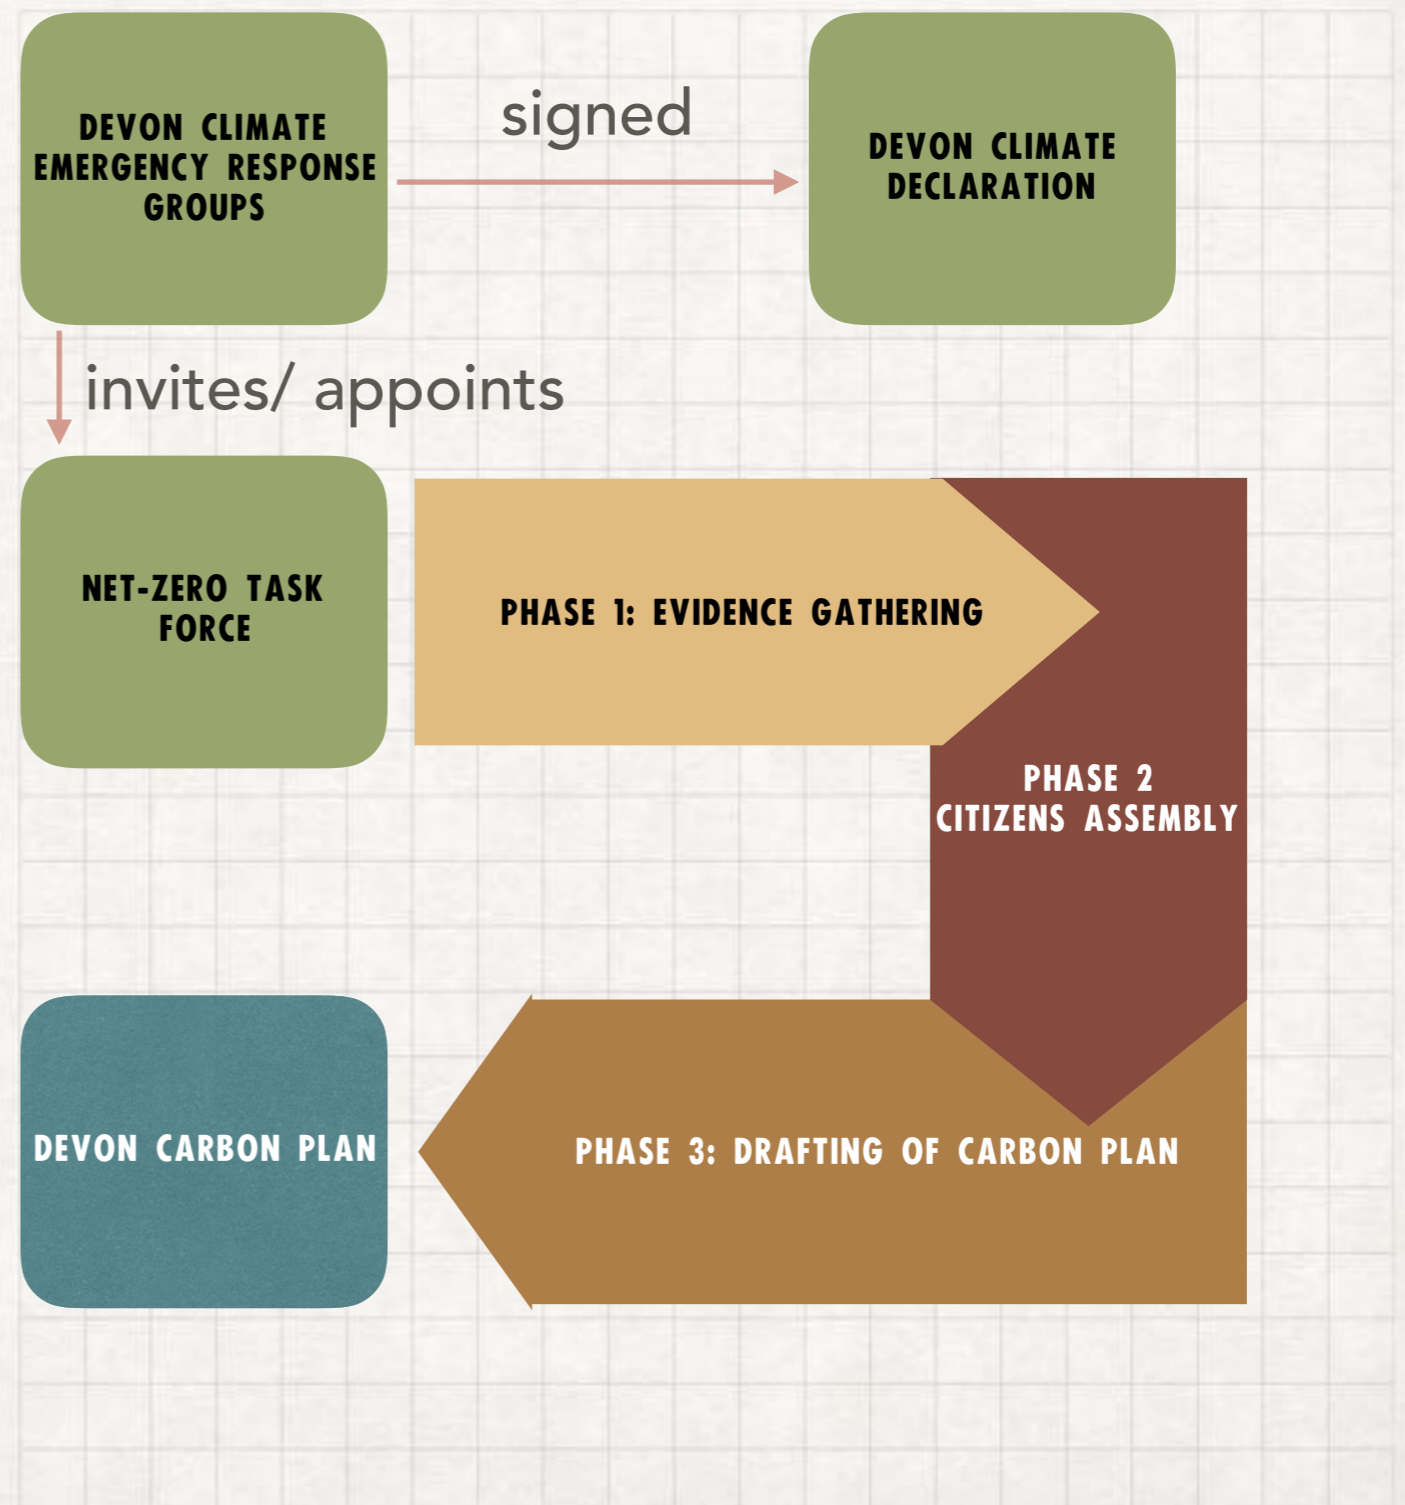 DEVON CLIMATE
EMERGENCY RESPONSE
GROUPS
signed
DEVON CLIMATE
DECLARATION
invites/ appoints
NET-ZERO TASK
FORCE
PHASE 1: EVIDENCE GATHERING
PHASE 2
CITIZENS ASSEMBLY
DEVON CARBON PLAN
PHASE 3: DRAFTING OF CARBON PLAN